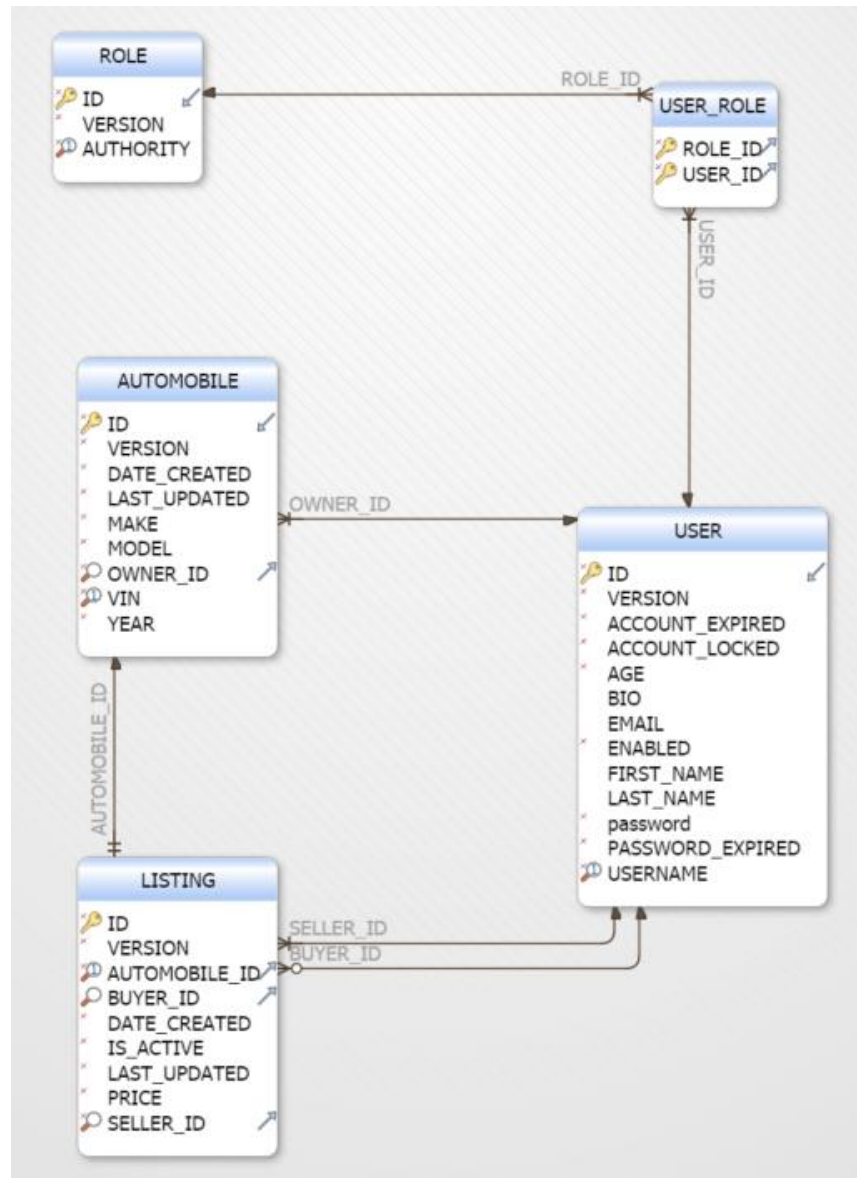 ROLE
ID
VERSION
AUTHORITY
ROLE_ID
USER_ROLE
ROLE_ID
USER_ID
USER_ID
AUTOMOBILE
ID
VERSION
DATE_CREATED
LAST_UPDATED
MAKE
MODEL
OWNER_ID
VIN
YEAR
OWNER_ID
USER
ID
VERSION
ACCOUNT_EXPIRED
ACCOUNT_LOCKED
AGE
BIO
EMAIL
ENABLED
FIRST_NAME
LAST_NAME
password
PASSWORD_EXPIRED
USERNAME
AUTOMOBILE_ID
LISTING
ID
VERSION
AUTOMOBILE_ID
BUYER_ID
DATE_CREATED
IS_ACTIVE
LAST_UPDATED
PRICE
SELLER_ID
SELLER_ID
BUYER_ID